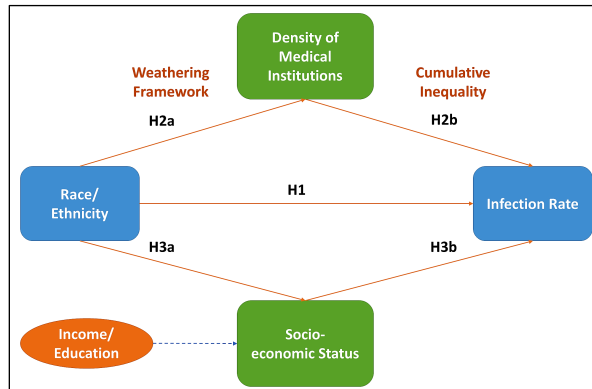 Density of
Medical
Institutions
Weathering
Framework
Cumulative
Inequality
H2a
H2b
Race/
Ethnicity
H1
Infection Rate
H3a
H3b
Income/
Education
Socio-
economic Status